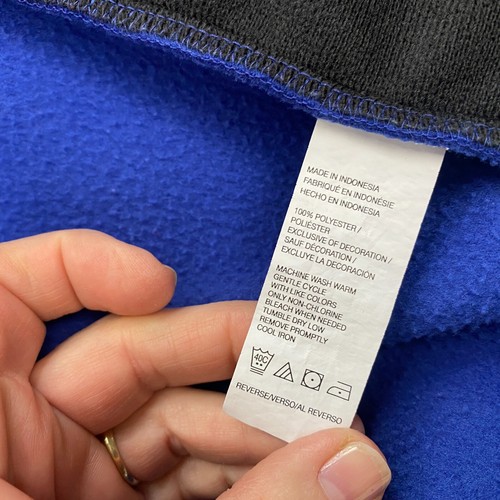 MADE IN INDONESIA
FABRIQUÉ EN INDONÉSIE
HECHO EN INDONESIA
100% POLYESTER /
POLIÉSTER
EXCLUSIVE OF DECORATION /
SAUF DÉCORATION /
EXCLUYE LA DECORACIÓN
MACHINE WASH WARM
GENTLE CYCLE
WITH LIKE COLORS
ONLY NON-CHLORINE
BLEACH WHEN NEEDED
TUMBLE DRY LOW
REMOVE PROMPTLY
COOL IRON
40C
REVERSE/VERSO/AL REVERSO